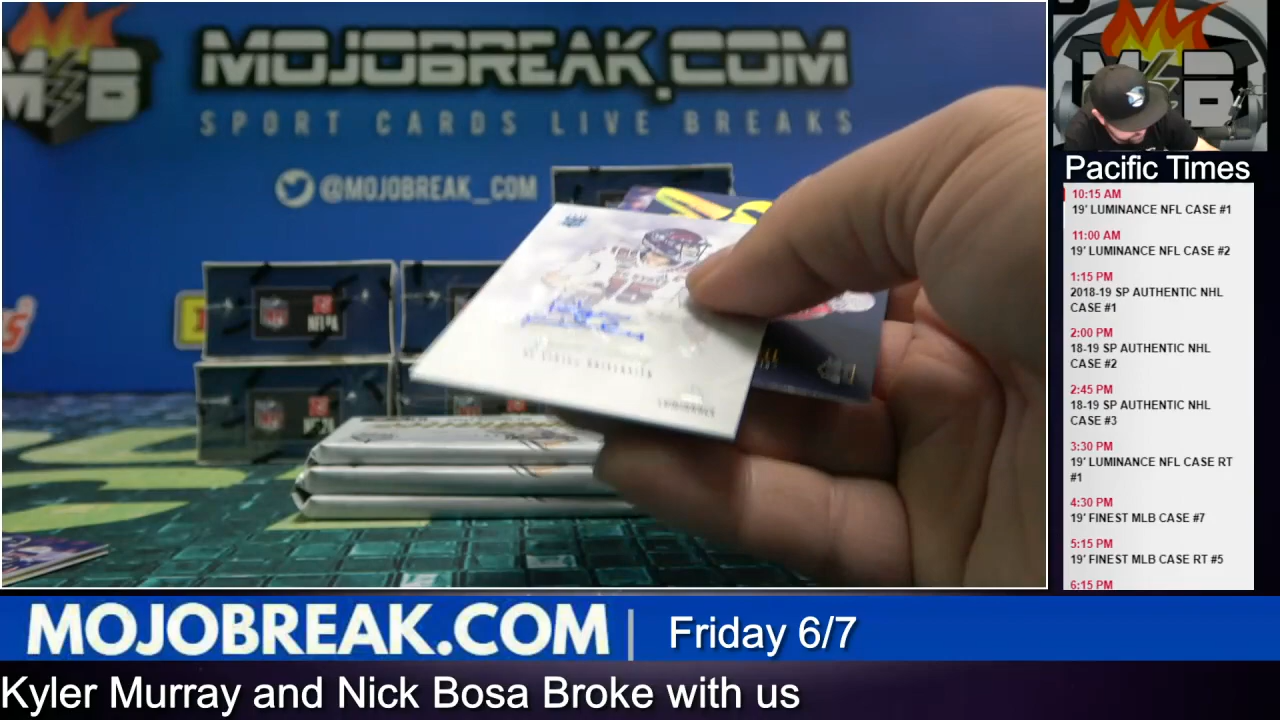 MOJOBREAK.COM
SPORT CARDS LIVE BREAKS
@MOJOBREAK_COM
MB
Pacific Times
10:15 AM
19' LUMINANCE NFL CASE #1
11:00 AM
19' LUMINANCE NFL CASE #2
1:15 PM
2018-19 SP AUTHENTIC NHL
CASE #1
2:00 PM
18-19 SP AUTHENTIC NHL
CASE #2
2:45 PM
18-19 SP AUTHENTIC NHL
CASE #3
3:30 PM
19' LUMINANCE NFL CASE RT
#1
4:30 PM
19' FINEST MLB CASE #7
5:15 PM
19' FINEST MLB CASE RT #5
6:15 PM
MOJOBREAK.COM | Friday 6/7
Kyler Murray and Nick Bosa Broke with us